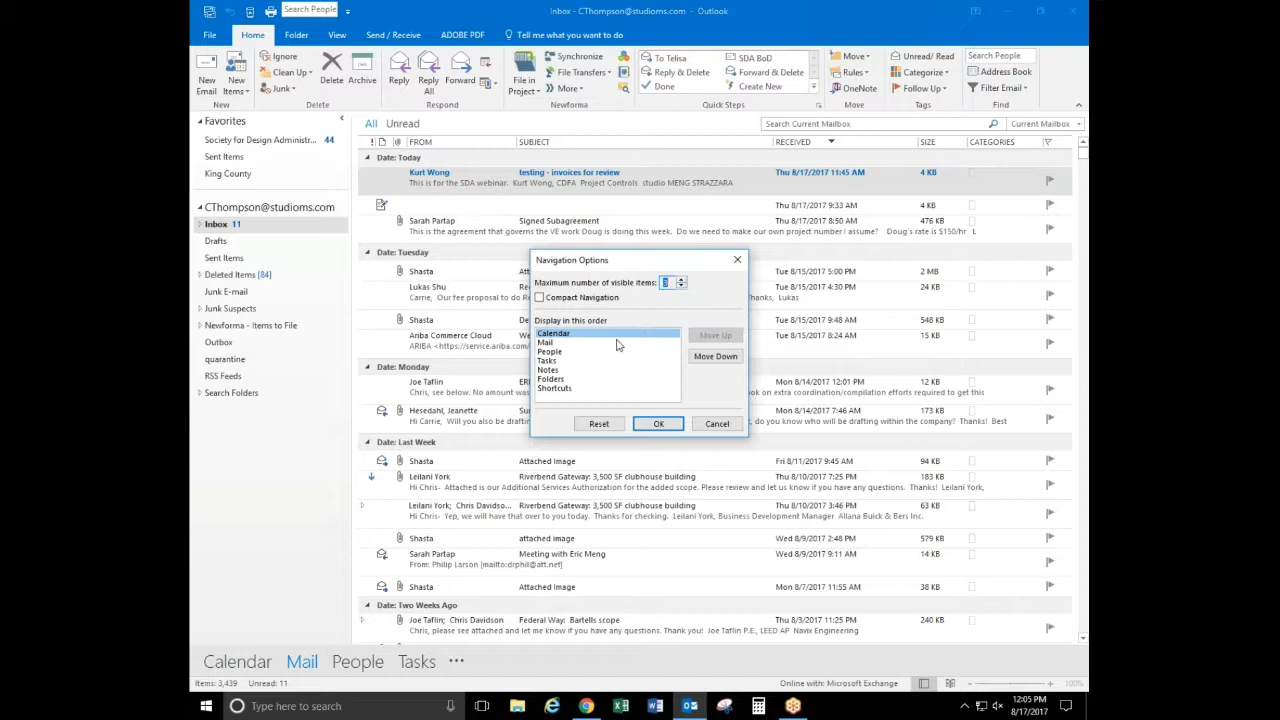 Search People
Inbox - CThompson@studioms.com - Outlook
File Home Folder View Send / Receive ADOBE PDF Tell me what you want to do
New Email
New Items
New
Ignore
Clean Up
Junk
Delete
Archive
Delete
Reply
Reply All
Forward
Respond
File in Project
Synchronize
File Transfers
More
Newforma
To Telisa
Reply & Delete
Done
SDA BoD
Forward & Delete
Create New
Quick Steps
Move
Rules
OneNote
Move
Unread/ Read
Categorize
Follow Up
Tags
Search People
Address Book
Filter Email
Find
Favorites
Society for Design Administr... 44
Sent Items
King County
CThompson@studioms.com
Inbox 11
Drafts
Sent Items
Deleted Items [84]
Junk E-mail
Junk Suspects
Newforma - Items to File
Outbox
quarantine
RSS Feeds
Search Folders
All Unread
Search Current Mailbox Current Mailbox
FROM SUBJECT RECEIVED SIZE CATEGORIES
Date: Today
Kurt Wong testing - invoices for review Thu 8/17/2017 11:45 AM 4 KB
This is for the SDA webinar. Kurt Wong, CDFA Project Controls studio MENG STRAZZARA
Thu 8/17/2017 9:33 AM 4 KB
Sarah Partap Signed Subagreement Thu 8/17/2017 8:50 AM 476 KB
This is the agreement that governs the VE work Doug is doing this week. Do we need to make our own project number I assume? Doug's rate is $150/hr L
Date: Tuesday
Shasta Tue 8/15/2017 5:00 PM 2 MB
Lukas Shu Tue 8/15/2017 4:30 PM 24 KB
Carrie, Our fee proposal to do Thanks, Lukas
Shasta Tue 8/15/2017 9:48 AM 548 KB
Ariba Commerce Cloud Tue 8/15/2017 9:24 AM 15 KB
ARIBA <https://service.ariba.com/
Date: Monday
Joe Taflin Mon 8/14/2017 12:01 PM 12 KB
Chris, see attached. No amount was ook on extra coordination/compilation efforts required to get this
Hesedahl, Jeanette Mon 8/14/2017 7:46 AM 173 KB
Hi Carrie, Will you also be drafting , do you know who will be drafting within the company? Thanks! Best
Date: Last Week
Shasta Attached Image Fri 8/11/2017 9:45 AM 94 KB
Leilani York Riverbend Gateway: 3,500 SF clubhouse building Thu 8/10/2017 7:25 PM 448 KB
Hi Chris- Attached is our Additional Services Authorization for the added scope. Please review and let us know if you have any questions. Thanks! Leilani York,
Leilani York; Chris Davidso... Riverbend Gateway: 3,500 SF clubhouse building Thu 8/10/2017 3:46 PM 63 KB
Hi Chris- Yep, we will have that over to you today. Thanks for checking. Leilani York, Business Development Manager Allana Buick & Bers Inc.
Shasta attached image Wed 8/9/2017 2:48 PM 579 KB
Sarah Partap Meeting with Eric Meng Wed 8/9/2017 9:11 AM 14 KB
From: Philip Larson [mailto:drphil@att.net]
Shasta Attached Image Mon 8/7/2017 11:55 AM 38 KB
Date: Two Weeks Ago
Joe Taflin; Chris Davidson Federal Way: Bartells scope 240 KB
Chris, please see attached and let me know if you have any questions. Thank you! Joe Taflin P.E., LEED AP Navix Engineering
Navigation Options
Maximum number of visible items: 3
Compact Navigation
Display in this order
Calendar
Mail
People
Tasks
Notes
Folders
Shortcuts
Move Up
Move Down
Reset OK Cancel
Calendar Mail People Tasks ...
Items: 3,439 Unread: 11 Online with: Microsoft Exchange 100%
Type here to search
12:05 PM
8/17/2017